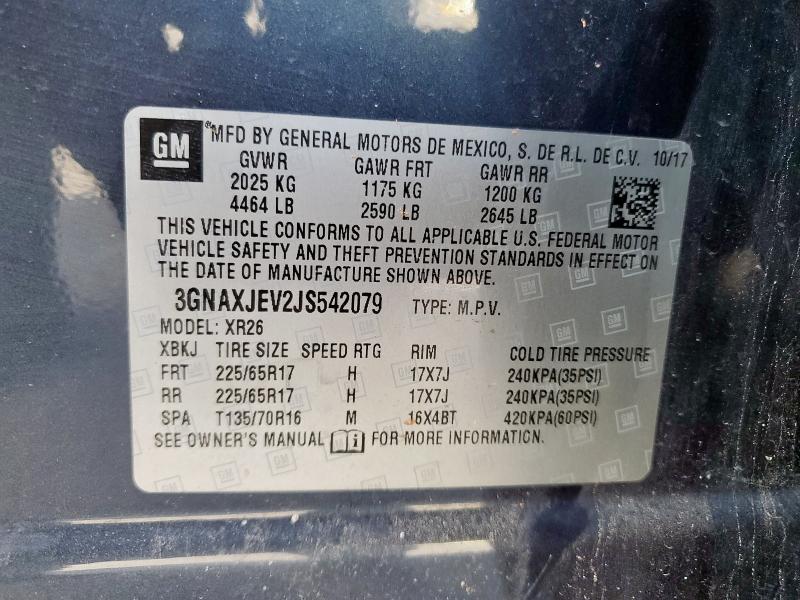 GM ® MFD BY GENERAL MOTORS DE MEXICO, S. DE R.L. DE C.V. 10/17
GVWR GAWR FRT GAWR RR
2025 KG 1175 KG 1200 KG
4464 LB 2590 LB 2645 LB
THIS VEHICLE CONFORMS TO ALL APPLICABLE U.S. FEDERAL MOTOR
VEHICLE SAFETY AND THEFT PREVENTION STANDARDS IN EFFECT ON
THE DATE OF MANUFACTURE SHOWN ABOVE.
3GNAXJEV2JS542079 TYPE: M.P.V.
MODEL: XR26
XBKJ TIRE SIZE SPEED RTG RIM COLD TIRE PRESSURE
FRT 225/65R17 H 17X7J 240KPA(35PSI)
RR 225/65R17 H 17X7J 240KPA(35PSI)
SPA T135/70R16 M 16X4BT 420KPA(60PSI)
SEE OWNER'S MANUAL i FOR MORE INFORMATION.